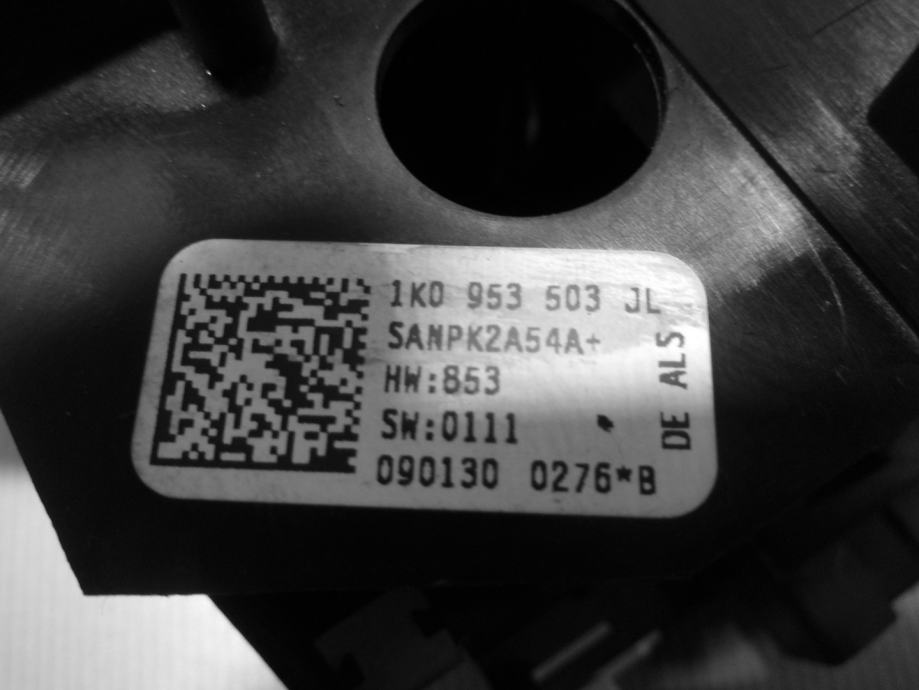 1K0 953 503 JL
SANPK2A54A+
HW:853
SW:0111
090130 0276*B
DE ALS